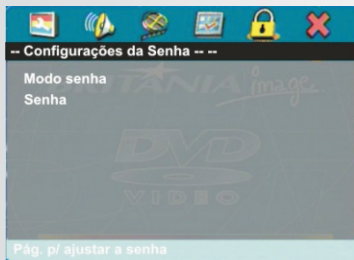 -- Configurações da Senha -- --
Modo senha
Senha
BRITANIA image.
DVD
VIDEO
Pág. p/ ajustar a senha